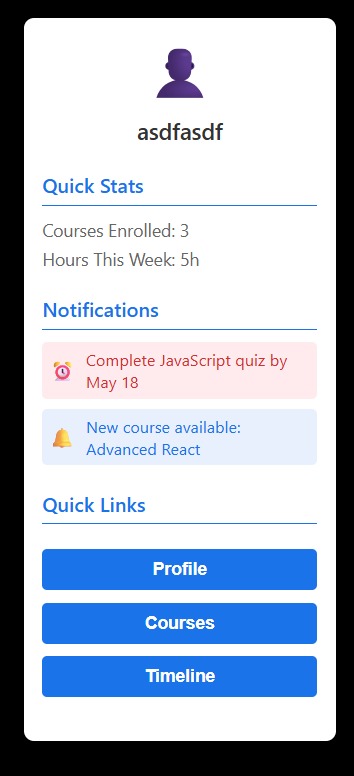 asdfasdf
Quick Stats
Courses Enrolled: 3
Hours This Week: 5h
Notifications
Complete JavaScript quiz by
May 18
New course available:
Advanced React
Quick Links
Profile
Courses
Timeline